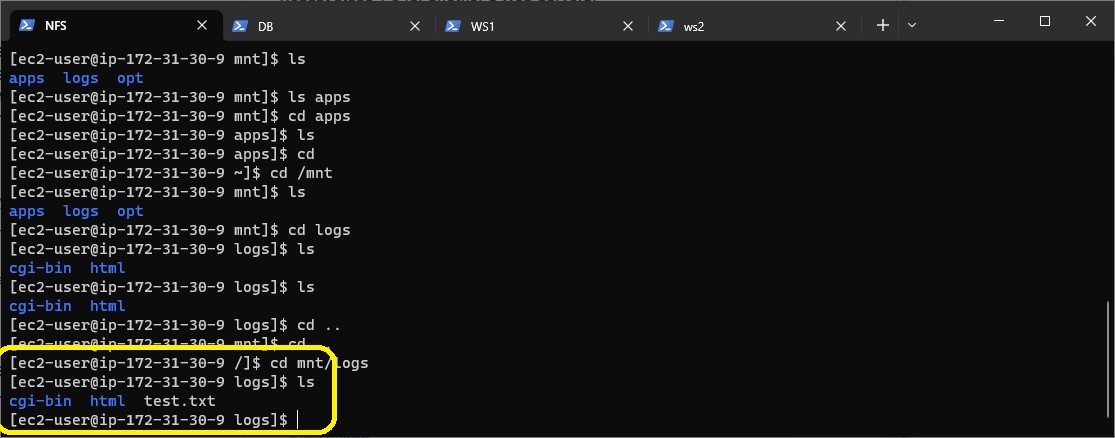 NFS DB WS1 ws2
[ec2-user@ip-172-31-30-9 mnt]$ ls
apps logs opt
[ec2-user@ip-172-31-30-9 mnt]$ ls apps
[ec2-user@ip-172-31-30-9 mnt]$ cd apps
[ec2-user@ip-172-31-30-9 apps]$ ls
[ec2-user@ip-172-31-30-9 apps]$ cd
[ec2-user@ip-172-31-30-9 ~]$ cd /mnt
[ec2-user@ip-172-31-30-9 mnt]$ ls
apps logs opt
[ec2-user@ip-172-31-30-9 mnt]$ cd logs
[ec2-user@ip-172-31-30-9 logs]$ ls
cgi-bin html
[ec2-user@ip-172-31-30-9 logs]$ ls
cgi-bin html
[ec2-user@ip-172-31-30-9 logs]$ cd ..
[ec2-user@ip-172-31-30-9 mnt]$ cd
[ec2-user@ip-172-31-30-9 /]$ cd mnt/logs
[ec2-user@ip-172-31-30-9 logs]$ ls
cgi-bin html test.txt
[ec2-user@ip-172-31-30-9 logs]$